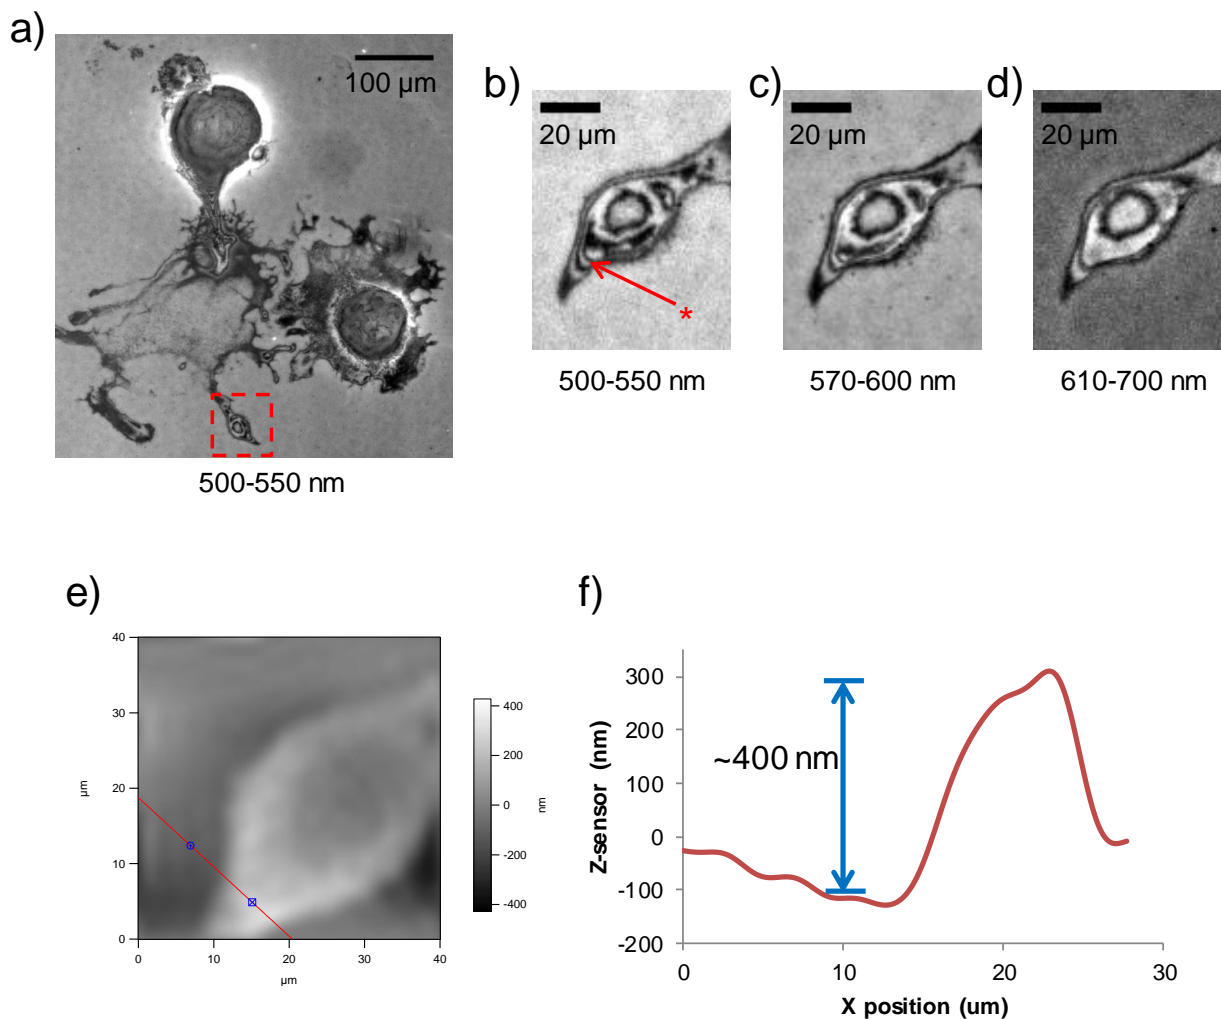 a)
100 µm
500-550 nm
b)
20 µm
*
500-550 nm
c)
20 µm
570-600 nm
d)
20 µm
610-700 nm
e)
40
30
20
10
0
µm
0
10
20
30
40
µm
400
200
0
-200
-400
nm
f)
300
200
100
0
-100
-200
Z-sensor (nm)
~400 nm
0
10
20
30
X position (um)